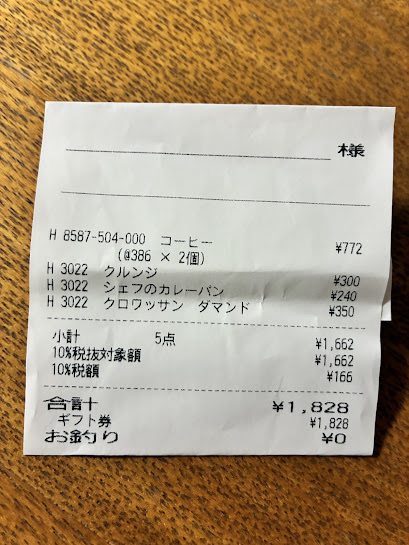 様
H 8587-504-000 コーヒー
(@386 × 2個) ¥772
H 3022 クルンジ ¥300
H 3022 シェフのカレーパン ¥240
H 3022 クロワッサン ダマンド ¥350
小計 5点 ¥1,662
10%税抜対象額 ¥1,662
10%税額 ¥166
合計 ¥1,828
ギフト券 ¥1,828
お釣り ¥0